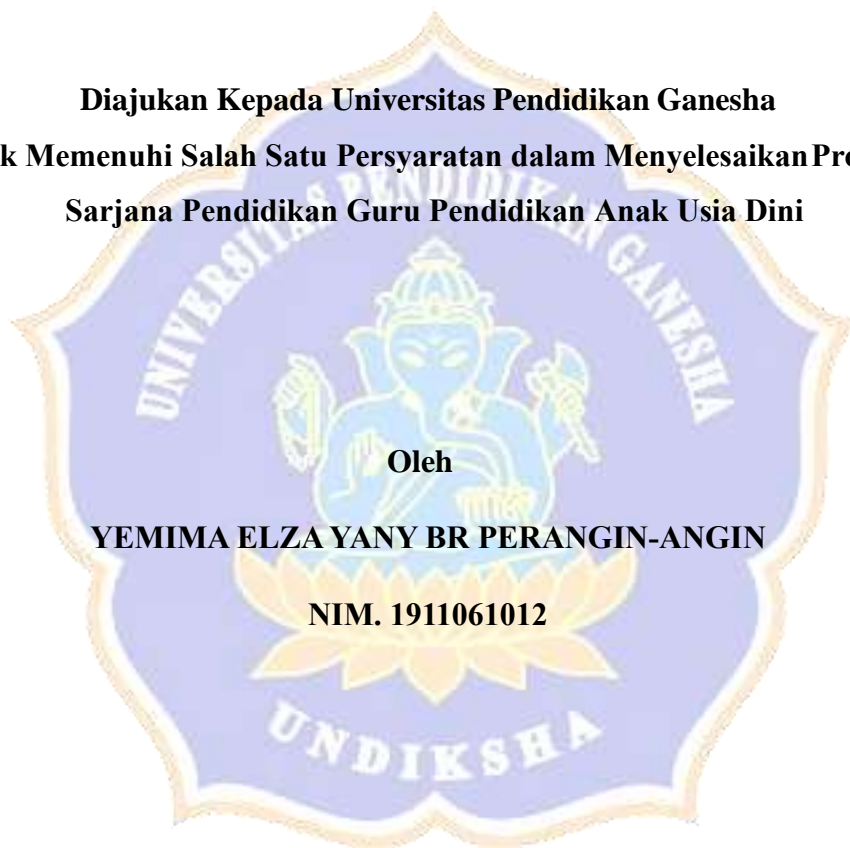 Diajukan Kepada Universitas Pendidikan Ganesha
k Memenuhi Salah Satu Persyaratan dalam Menyelesaikan Pro
Sarjana Pendidikan Guru Pendidikan Anak Usia Dini
UNIVERSITAS PENDIDIKAN GANESHA
Oleh
YEMIMA ELZA YANY BR PERANGIN-ANGIN
NIM. 1911061012
UNDIKSHA